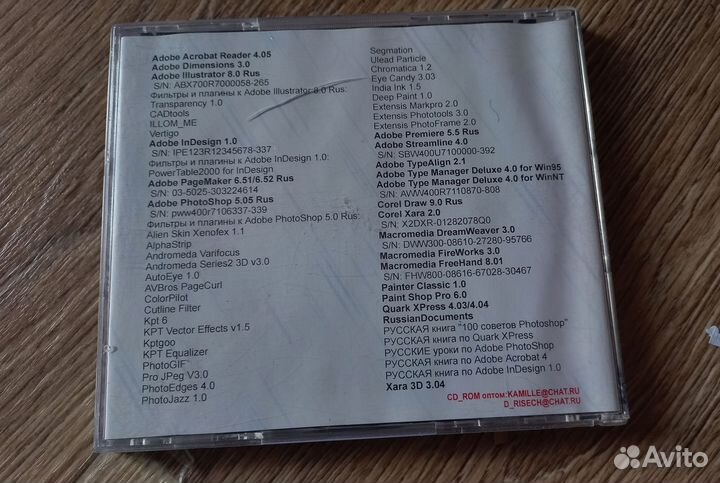 Adobe Acrobat Reader 4.05
Adobe Dimensions 3.0
Adobe Illustrator 8.0 Rus
S/N: ABX700R7000058-265
Фильтры и плагины к Adobe Illustrator 8.0 Rus:
Transparency 1.0
CADtools
ILLOM_ME
Vertigo
Adobe InDesign 1.0
S/N: IPE123R12345678-337
Фильтры и плагины к Adobe InDesign 1.0:
PowerTable2000 for InDesign
Adobe PageMaker 6.51/6.52 Rus
S/N: 03-5025-303224614
Adobe PhotoShop 5.05 Rus
S/N: pww400r7106337-339
Фильтры и плагины к Adobe PhotoShop 5.0 Rus:
Alien Skin Xenofex 1.1
AlphaStrip
Andromeda Varifocus
Andromeda Series2 3D v3.0
AutoEye 1.0
AVBros PageCurl
ColorPilot
Cutline Filter
Kpt 6
KPT Vector Effects v1.5
Kptgoo
KPT Equalizer
PhotoGIF
Pro JPeg V3.0
PhotoEdges 4.0
PhotoJazz 1.0
Segmation
Ulead Particle
Chromatica 1.2
Eye Candy 3.03
India Ink 1.5
Deep Paint 1.0
Extensis Markpro 2.0
Extensis Phototools 3.0
Extensis PhotoFrame 2.0
Adobe Premiere 5.5 Rus
Adobe Streamline 4.0
S/N: SBW400U7100000-392
Adobe TypeAlign 2.1
Adobe Type Manager Deluxe 4.0 for Win95
Adobe Type Manager Deluxe 4.0 for WinNT
S/N: AWW400R7110870-808
Corel Draw 9.0 Rus
Corel Xara 2.0
S/N: X2DXR-01282078Q0
Macromedia DreamWeaver 3.0
S/N: DWW300-08610-27280-95766
Macromedia FireWorks 3.0
Macromedia FreeHand 8.01
S/N: FHW800-08616-67028-30467
Painter Classic 1.0
Paint Shop Pro 6.0
Quark XPress 4.03/4.04
RussianDocuments
РУССКАЯ книга "100 советов Photoshop"
РУССКАЯ книга по Quark XPress
РУССКИЕ уроки по Adobe PhotoShop
РУССКАЯ книга по Adobe Acrobat 4
РУССКАЯ книга по Adobe InDesign 1.0
Xara 3D 3.04
CD_ROM оптом:KAMILLE@CHAT.RU
D_RISECH@CHAT.RU
Avito